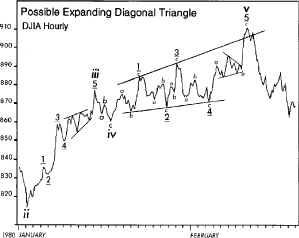 Possible Expanding Diagonal Triangle
DJIA Hourly
v
5
c
910
900
890
880
870
860
850
840
830
820
iii
5
a
b
c
iv
1
c
a
b
a
b
c
2
3
c
a
b
a
b
c
4
a
b
3
4
1
2
ii
1980 JANUARY
FEBRUARY